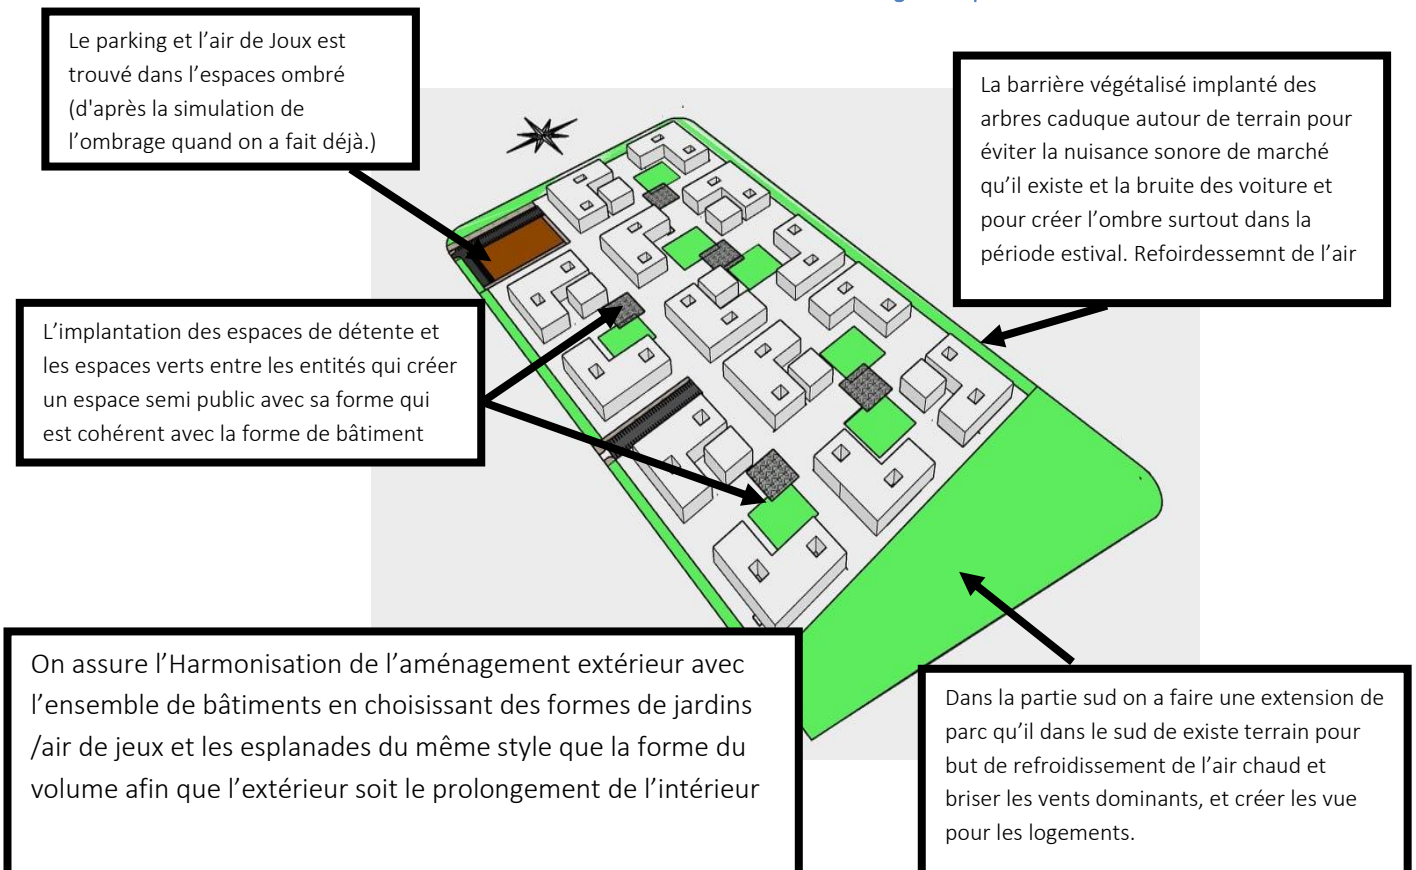 Le parking et l’air de Joux est
trouvé dans l’espaces ombré
(d'après la simulation de
l’ombrage quand on a fait déjà.)
La barrière végétalisé implanté des
arbres caduque autour de terrain pour
éviter la nuisance sonore de marché
qu’il existe et la bruite des voiture et
pour créer l’ombre surtout dans la
période estival. Refoirdessemnt de l’air
L’implantation des espaces de détente et
les espaces verts entre les entités qui créer
un espace semi public avec sa forme qui
est cohérent avec la forme de bâtiment
On assure l’Harmonisation de l’aménagement extérieur avec
l’ensemble de bâtiments en choisissant des formes de jardins
/air de jeux et les esplanades du même style que la forme du
volume afin que l’extérieur soit le prolongement de l’intérieur
Dans la partie sud on a faire une extension de
parc qu’il dans le sud de existe terrain pour
but de refroidissement de l’air chaud et
briser les vents dominants, et créer les vue
pour les logements.